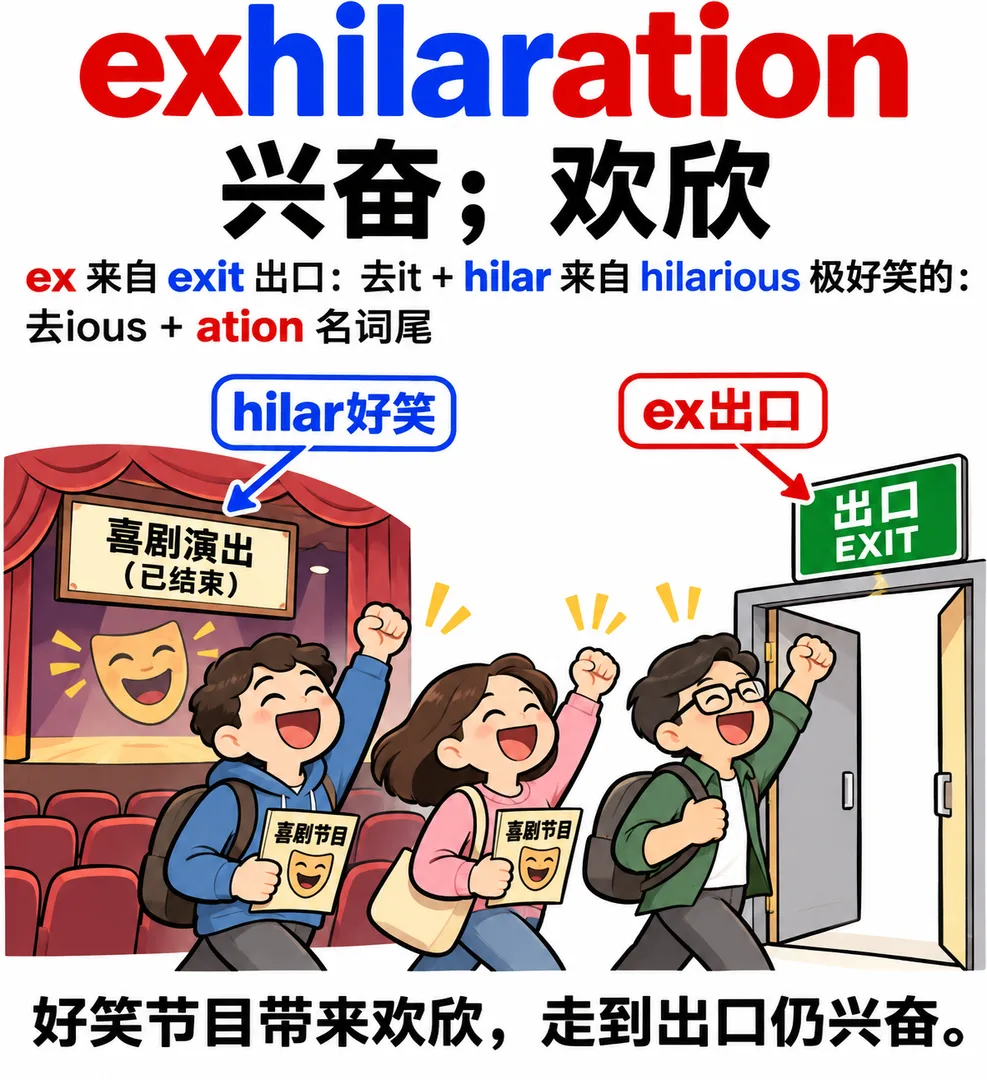 exhilaration
兴奋；欢欣
ex 来自 exit 出口：去it + hilar 来自 hilarious 极好笑的：
去ious + ation 名词尾
hilar好笑
ex出口
喜剧演出
（已结束）
出口
EXIT
喜剧节目
喜剧节目
好笑节目带来欢欣，走到出口仍兴奋。